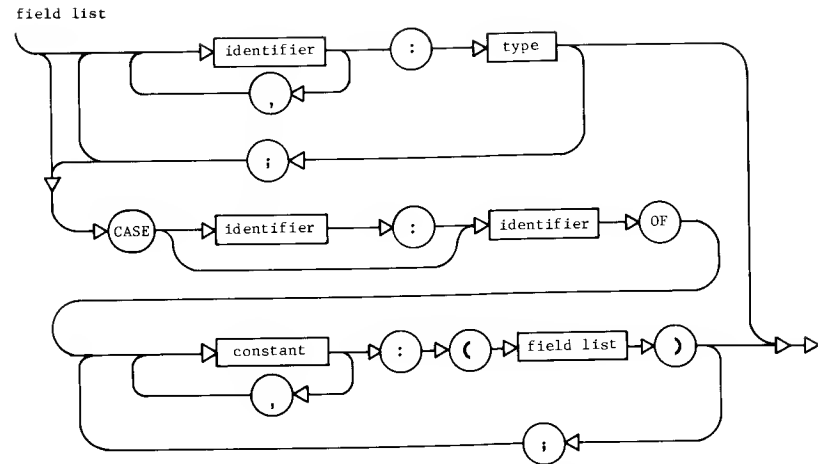 field list
identifier : type
,
;
CASE identifier : identifier OF
constant : ( field list )
,
;